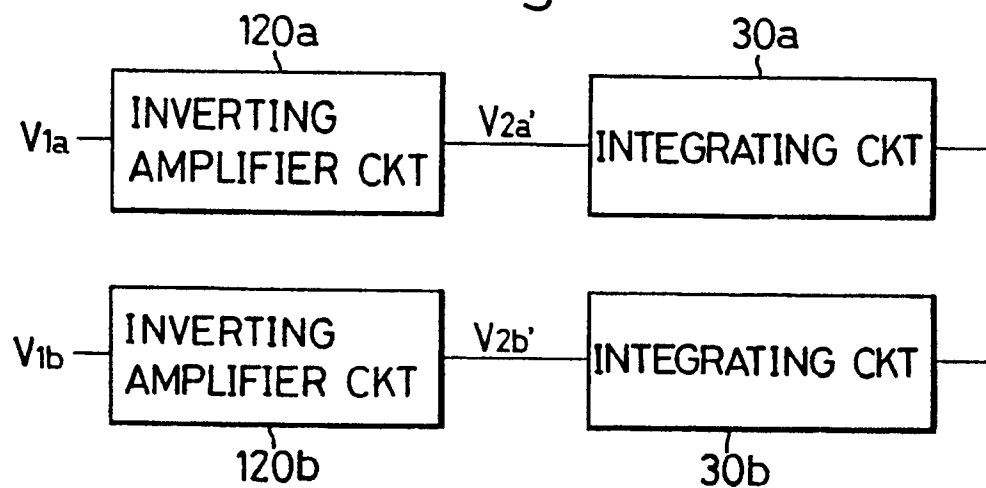 120a
30a
V1a
INVERTING
AMPLIFIER CKT
V2a'
INTEGRATING CKT
V1b
INVERTING
AMPLIFIER CKT
V2b'
INTEGRATING CKT
120b
30b